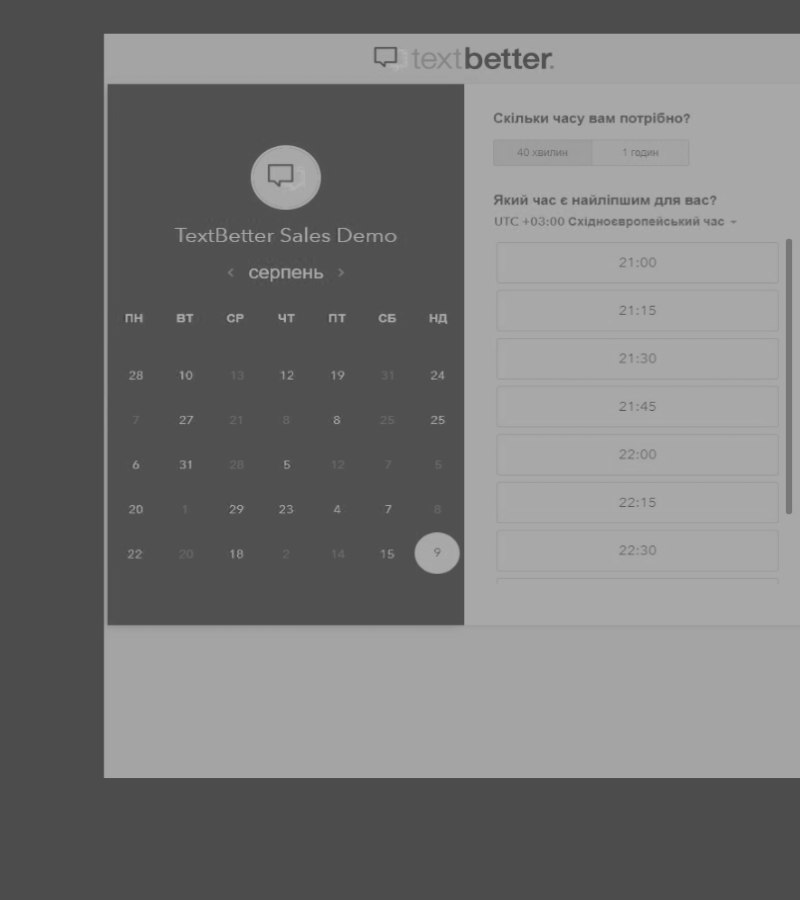 textbetter.
TextBetter Sales Demo
‹ серпень ›
ПН ВТ СР ЧТ ПТ СБ НД
28 10 13 12 19 31 24
7 27 21 8 8 25 25
6 31 28 5 12 7 5
20 1 29 23 4 7 8
22 20 18 2 14 15 9
Скільки часу вам потрібно?
40 хвилин 1 годин
Який час є найліпшим для вас?
UTC +03:00 Східноєвропейський час
21:00
21:15
21:30
21:45
22:00
22:15
22:30